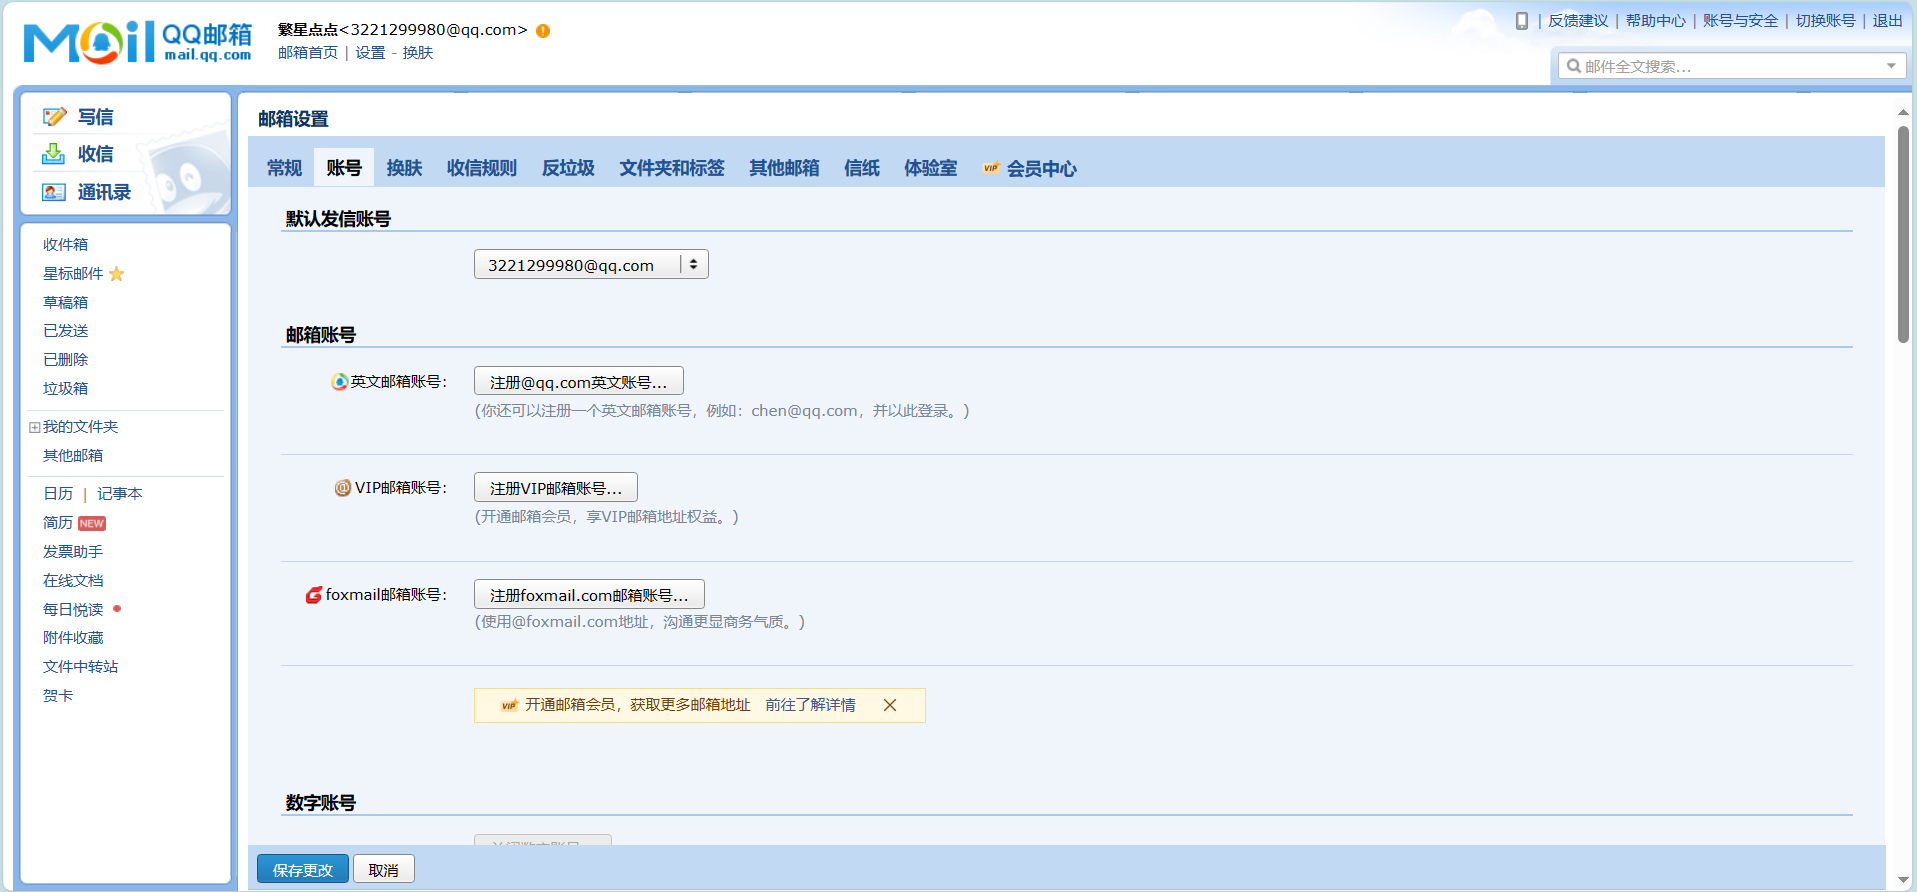 Mail QQ邮箱 mail.qq.com
繁星点点<3221299980@qq.com>
邮箱首页 | 设置 - 换肤
| 反馈建议 | 帮助中心 | 账号与安全 | 切换账号 | 退出
邮件全文搜索...
写信
收信
通讯录
收件箱
星标邮件
草稿箱
已发送
已删除
垃圾箱
我的文件夹
其他邮箱
日历 | 记事本
简历 NEW
发票助手
在线文档
每日悦读
附件收藏
文件中转站
贺卡
邮箱设置
常规 账号 换肤 收信规则 反垃圾 文件夹和标签 其他邮箱 信纸 体验室 VIP 会员中心
默认发信账号
3221299980@qq.com
邮箱账号
英文邮箱账号： 注册@qq.com英文账号...
(你还可以注册一个英文邮箱账号，例如：chen@qq.com，并以此登录。)
@ VIP邮箱账号： 注册VIP邮箱账号...
(开通邮箱会员，享VIP邮箱地址权益。)
foxmail邮箱账号： 注册foxmail.com邮箱账号...
(使用@foxmail.com地址，沟通更显商务气质。)
VIP 开通邮箱会员，获取更多邮箱地址 前往了解详情
数字账号
保存更改 取消